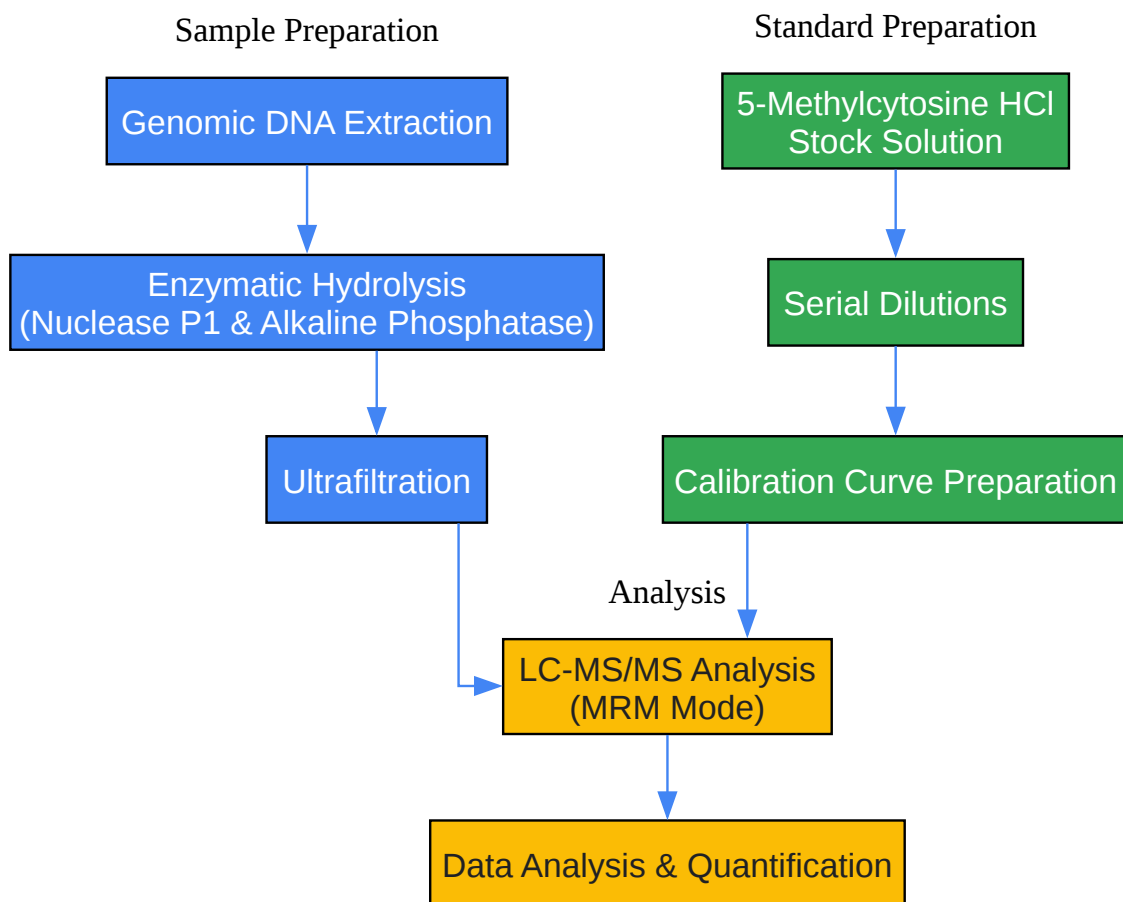 Sample Preparation
Genomic DNA Extraction
Enzymatic Hydrolysis
(Nuclease P1 & Alkaline Phosphatase)
Ultrafiltration
Standard Preparation
5-Methylcytosine HCl
Stock Solution
Serial Dilutions
Calibration Curve Preparation
Analysis
LC-MS/MS Analysis
(MRM Mode)
Data Analysis & Quantification